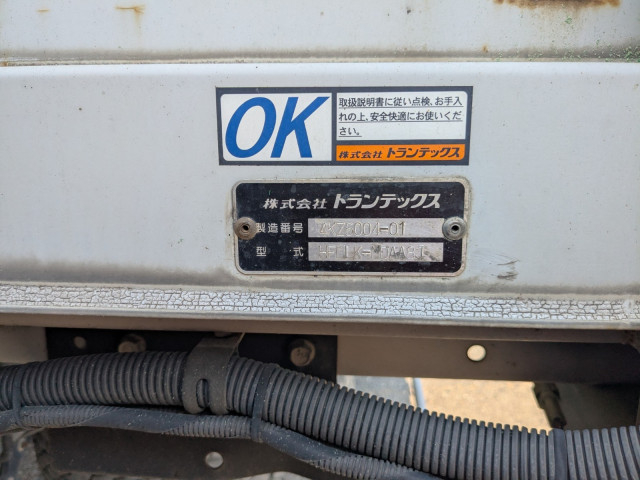 OK
取扱説明書に従い点検、お手入
れの上、安全快適にお使いくだ
さい。
株式会社 トランテックス
株式会社 トランテックス
製造番号
型式